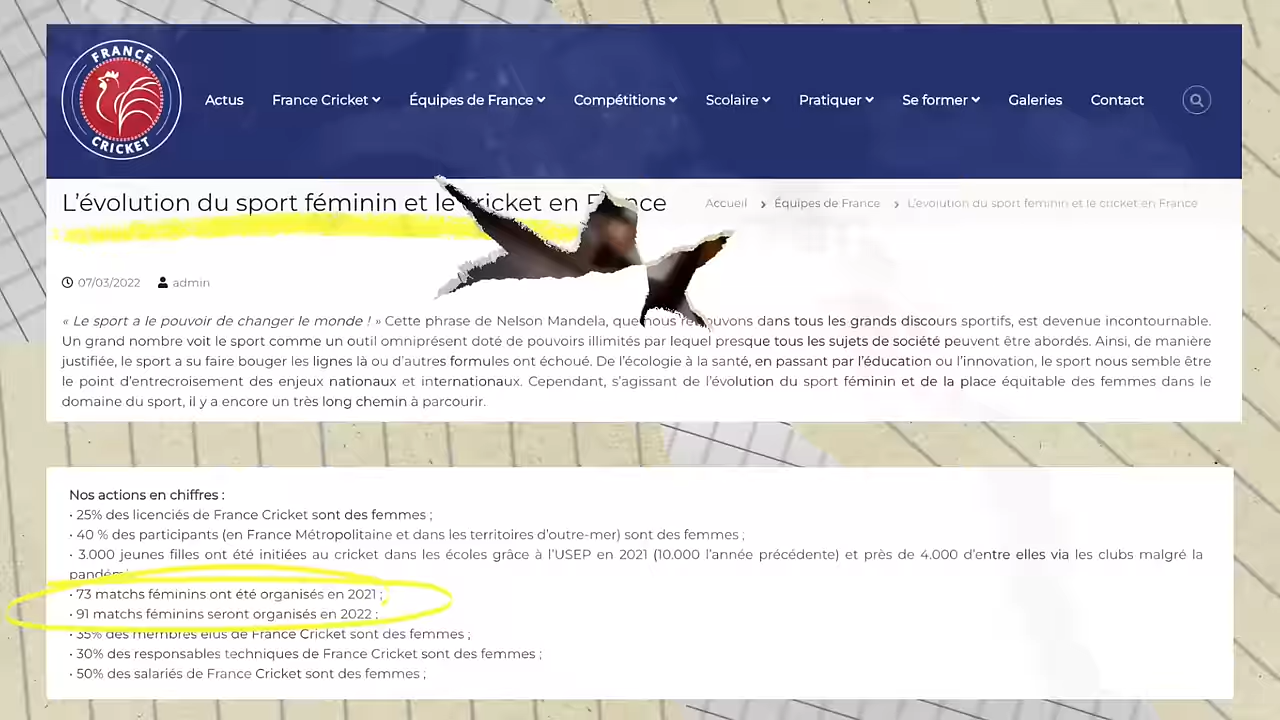 FRANCE
CRICKET
Actus France Cricket Équipes de France Compétitions Scolaire Pratiquer Se former Galeries Contact
L'évolution du sport féminin et le cricket en France
Accueil > Équipes de France > L'évolution du sport féminin et le cricket en France
07/03/2022 admin
« Le sport a le pouvoir de changer le monde ! » Cette phrase de Nelson Mandela, que nous retrouvons dans tous les grands discours sportifs, est devenue incontournable.
Un grand nombre voit le sport comme un outil omniprésent doté de pouvoirs illimités par lequel presque tous les sujets de société peuvent être abordés. Ainsi, de manière
justifiée, le sport a su faire bouger les lignes là ou d'autres formules ont échoué. De l'écologie à la santé, en passant par l'éducation ou l'innovation, le sport nous semble être
le point d'entrecroisement des enjeux nationaux et internationaux. Cependant, s'agissant de l'évolution du sport féminin et de la place équitable des femmes dans le
domaine du sport, il y a encore un très long chemin à parcourir.
Nos actions en chiffres :
• 25% des licenciés de France Cricket sont des femmes ;
• 40 % des participants (en France Métropolitaine et dans les territoires d'outre-mer) sont des femmes ;
• 3.000 jeunes filles ont été initiées au cricket dans les écoles grâce à l'USEP en 2021 (10.000 l'année précédente) et près de 4.000 d'entre elles via les clubs malgré la
• 73 matchs féminins ont été organisés en 2021 ;
• 91 matchs féminins seront organisés en 2022 ;
• 35% des membres élus de France Cricket sont des femmes ;
• 30% des responsables techniques de France Cricket sont des femmes ;
• 50% des salariés de France Cricket sont des femmes ;